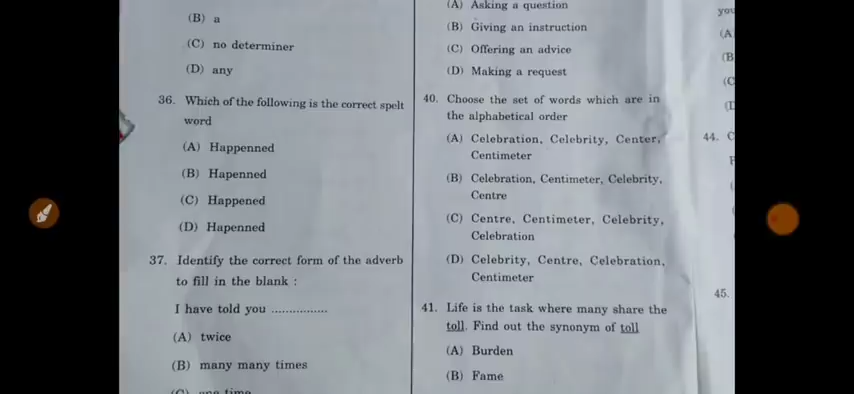 (B) a
(C) no determiner
(D) any
36. Which of the following is the correct spelt
word
(A) Happenned
(B) Hapenned
(C) Happened
(D) Hapenned
37. Identify the correct form of the adverb
to fill in the blank :
I have told you ................
(A) twice
(B) many many times
(A) Asking a question
(B) Giving an instruction
(C) Offering an advice
(D) Making a request
40. Choose the set of words which are in
the alphabetical order
(A) Celebration, Celebrity, Center,
Centimeter
(B) Celebration, Centimeter, Celebrity,
Centre
(C) Centre, Centimeter, Celebrity,
Celebration
(D) Celebrity, Centre, Celebration,
Centimeter
41. Life is the task where many share the
toll. Find out the synonym of toll
(A) Burden
(B) Fame
(A
(B
(C
44. C
45.